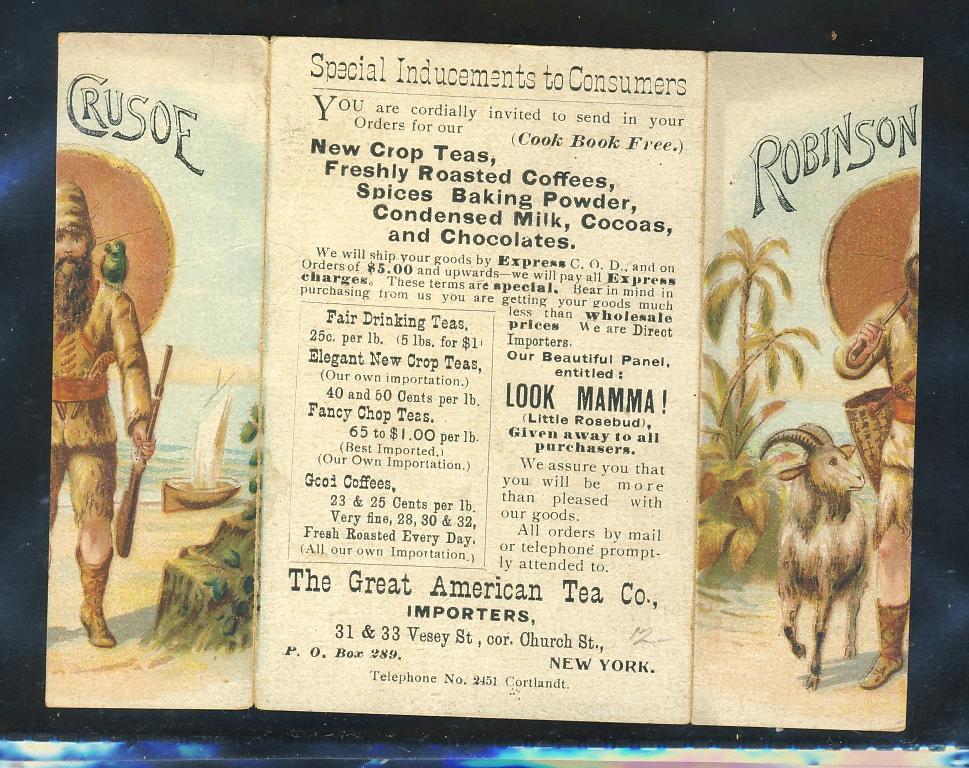 CRUSOE
Special Inducements to Consumers
YOU are cordially invited to send in your
Orders for our (Cook Book Free.)
New Crop Teas,
Freshly Roasted Coffees,
Spices Baking Powder,
Condensed Milk, Cocoas,
and Chocolates.
We will ship your goods by Express C. O. D., and on
Orders of $5.00 and upwards—we will pay all Express
charges. These terms are special. Bear in mind in
purchasing from us you are getting your goods much
less than wholesale
prices We are Direct
Importers.
Fair Drinking Teas,
25c. per lb. (5 lbs. for $1
Elegant New Crop Teas,
(Our own importation.)
40 and 50 Cents per lb.
Fancy Chop Teas.
65 to $1.00 per lb.
(Best Imported.)
(Our Own Importation.)
Good Coffees,
23 & 25 Cents per lb.
Very fine, 28, 30 & 32,
Fresh Roasted Every Day.
(All our own Importation.)
Our Beautiful Panel,
entitled:
LOOK MAMMA!
(Little Rosebud),
Given away to all
purchasers.
We assure you that
you will be more
than pleased with
our goods.
All orders by mail
or telephone prompt-
ly attended to.
The Great American Tea Co.,
IMPORTERS,
31 & 33 Vesey St., cor. Church St.,
12-
P. O. Box 289.
NEW YORK.
Telephone No. 2451 Cortlandt.
ROBINSON